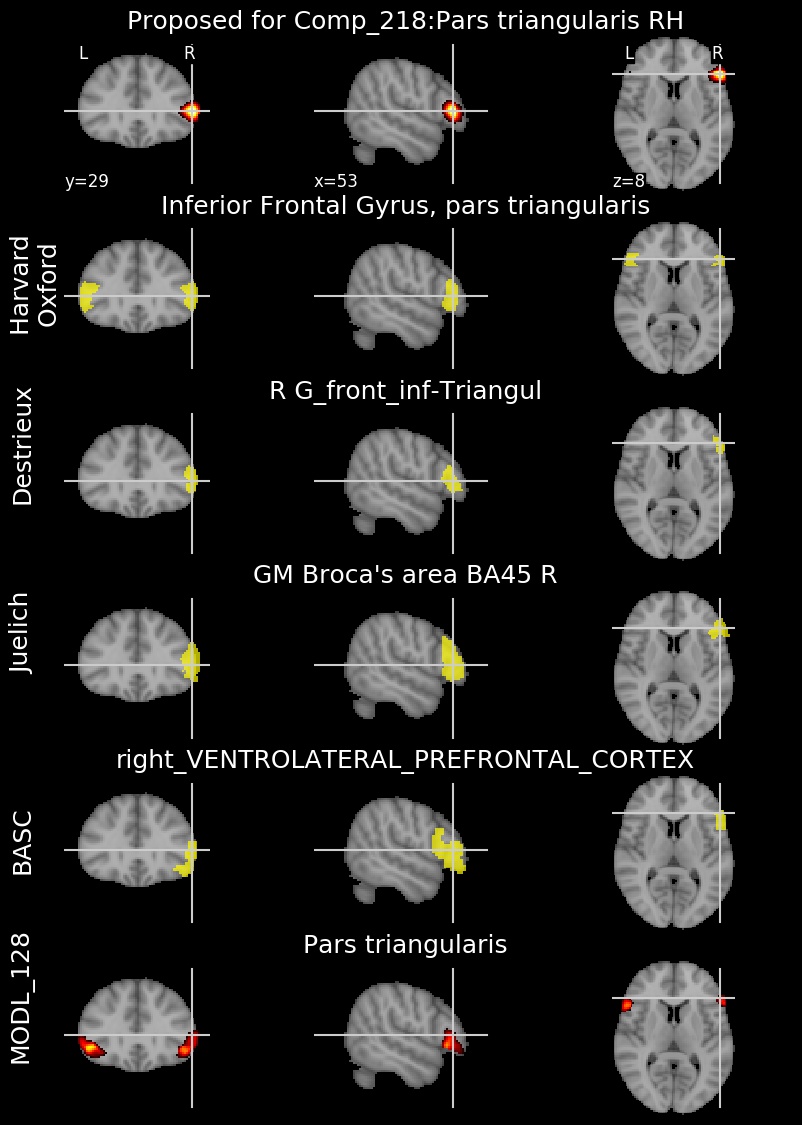 Proposed for Comp_218:Pars triangularis RH
L R
L R
y=29
x=53
z=8
Inferior Frontal Gyrus, pars triangularis
Harvard
Oxford
R G_front_inf-Triangul
Destrieux
GM Broca's area BA45 R
Juelich
right_VENTROLATERAL_PREFRONTAL_CORTEX
BASC
Pars triangularis
MODL_128